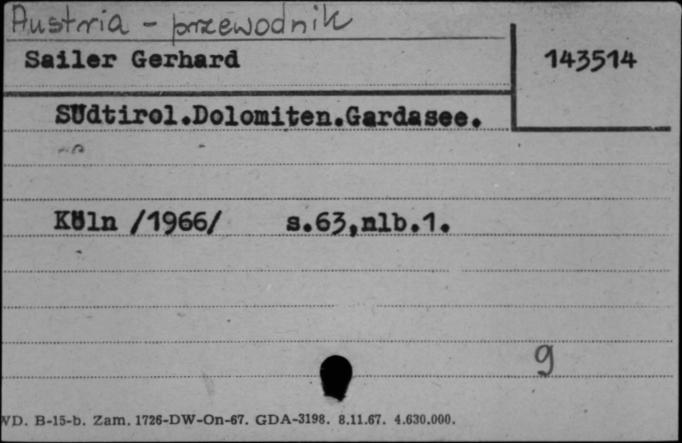 Austria - przewodnik
Sailer Gerhard
143514
Südtirol.Dolomiten.Gardasee.
Köln /1966/ s.63,nlb.1.
9
WD. B-15-b. Zam. 1726-DW-On-67. GDA-3198. 8.11.67. 4.630.000.